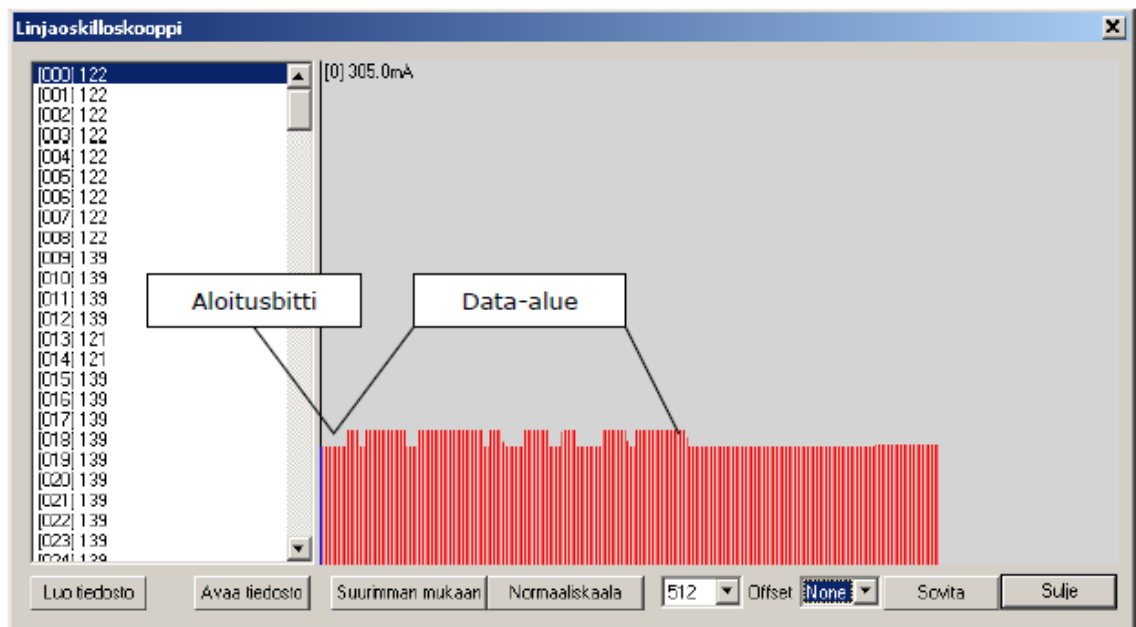 Linjaoskilloskooppi
[000] 122
[001] 122
[002] 122
[003] 122
[004] 122
[005] 122
[006] 122
[007] 122
[008] 122
[009] 139
[010] 139
[011] 139
[012] 139
[013] 121
[014] 121
[015] 139
[016] 139
[017] 139
[018] 139
[019] 139
[020] 139
[021] 139
[022] 139
[023] 139
[024] 139
[0] 305.0mA
Aloitusbitti
Data-alue
Luo tiedosto
Avaa tiedosto
Suurimman mukaan
Normaaliskaala
512
Offset
None
Sovita
Sulje